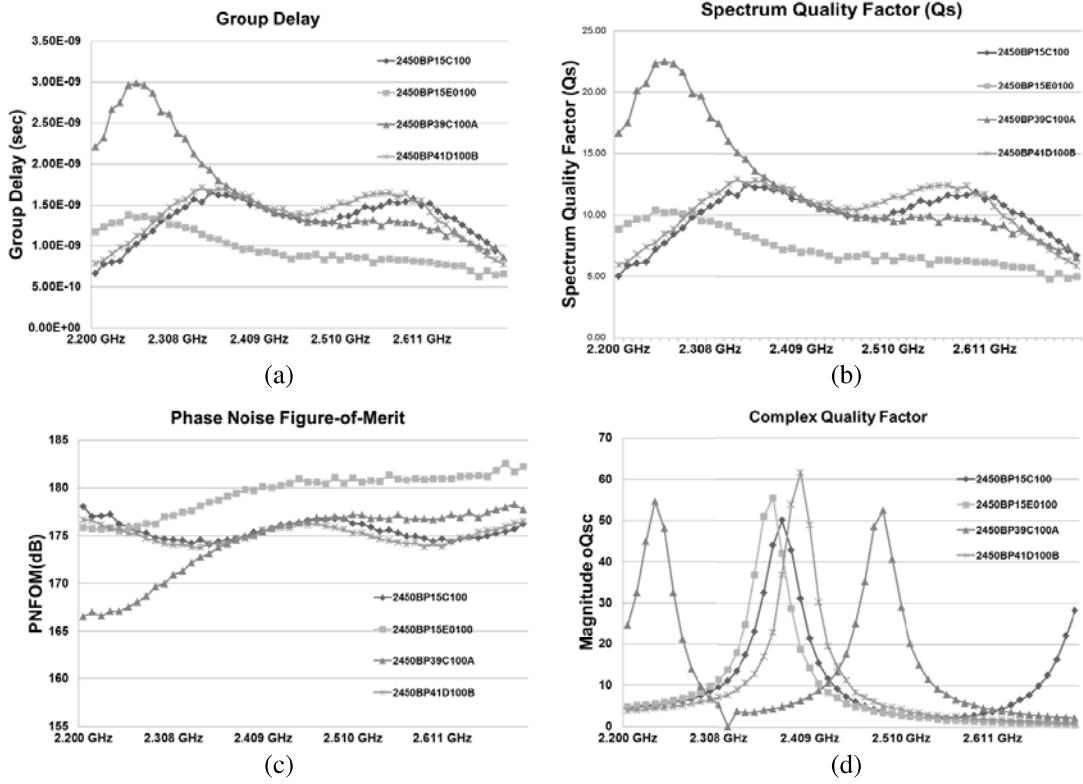 Group Delay
3.50E-09
3.00E-09
2.50E-09
2.00E-09
1.50E-09
1.00E-09
5.00E-10
0.00E+00
Group Delay (sec)
2450BP15C100
2450BP15E0100
2450BP39C100A
2450BP41D100B
2.200 GHz 2.308 GHz 2.409 GHz 2.510 GHz 2.611 GHz
(a)
Spectrum Quality Factor (Qs)
25.00
20.00
15.00
10.00
5.00
0.00
Spectrum Quality Factor (Qs)
2450BP15C100
2450BP15E0100
2450BP39C100A
2450BP41D100B
2.200 GHz 2.308 GHz 2.409 GHz 2.510 GHz 2.611 GHz
(b)
Phase Noise Figure-of-Merit
185
180
175
170
165
160
155
PNFOM(dB)
2450BP15C100
2450BP15E0100
2450BP39C100A
2450BP41D100B
2.200 GHz 2.308 GHz 2.409 GHz 2.510 GHz 2.611 GHz
(c)
Complex Quality Factor
70
60
50
40
30
20
10
0
Magnitude oQsc
2450BP15C100
2450BP15E0100
2450BP39C100A
2450BP41D100B
2.200 GHz 2.308 GHz 2.409 GHz 2.510 GHz 2.611 GHz
(d)